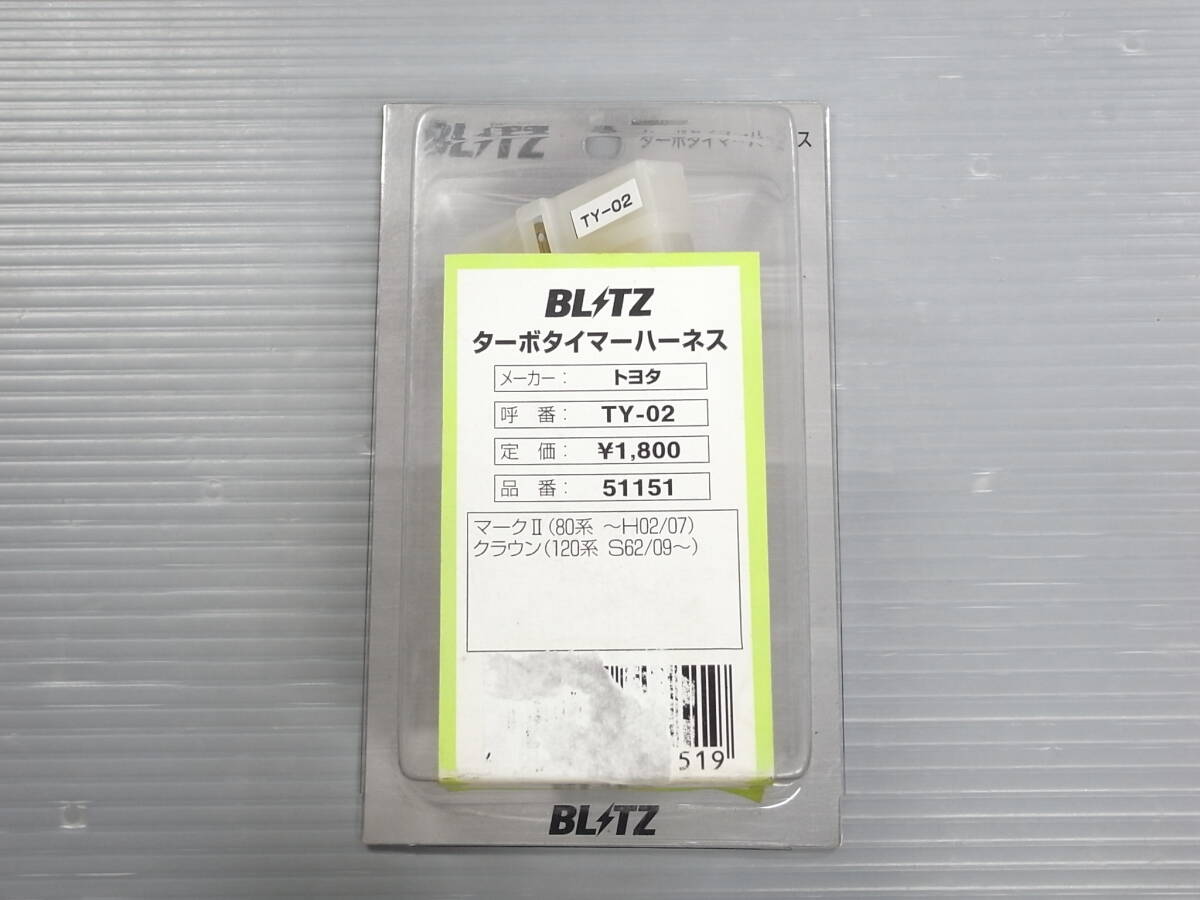 BLITZ
ターボタイマーハーネス
TY-02
BLITZ
ターボタイマーハーネス
メーカー： トヨタ
呼 番： TY-02
定 価： ¥1,800
品 番： 51151
マークⅡ(80系 ～H02/07)
クラウン(120系 S62/09～)
519
BLITZ